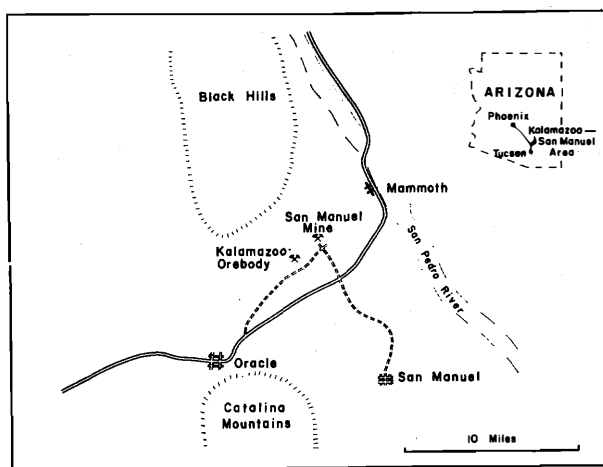 Black Hills
ARIZONA
Phoenix
Kalamazoo—
San Manuel
Area
Tucson
Mammoth
San Manuel
Mine
Kalamazoo-
Orebody
San Pedro River
Oracle
San Manuel
Catalina
Mountains
10 Miles